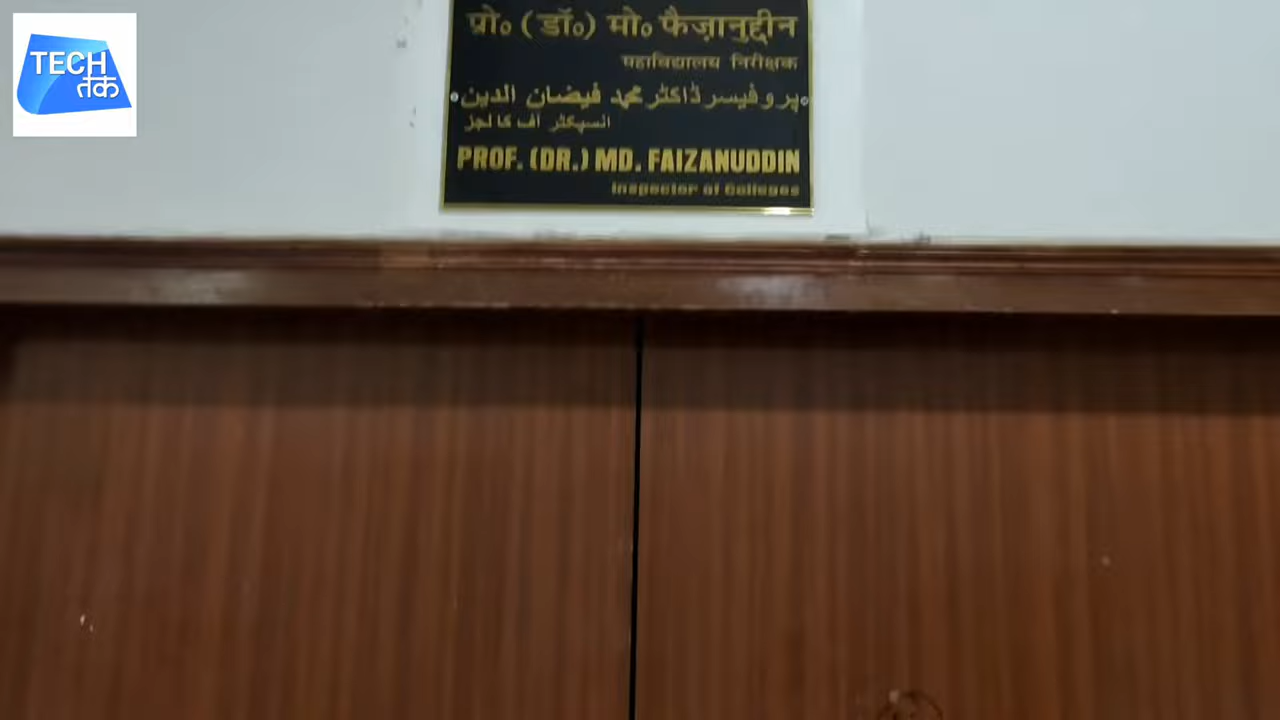 TECH
तक
प्रो० (डॉ०) मो० फैज़ानुद्दीन
महाविद्यालय निरीक्षक
پروفیسر ڈاکٹر محمد فیضان الدین
انسپکٹر آف کالجز
PROF. (DR.) MD. FAIZANUDDIN
Inspector of Colleges